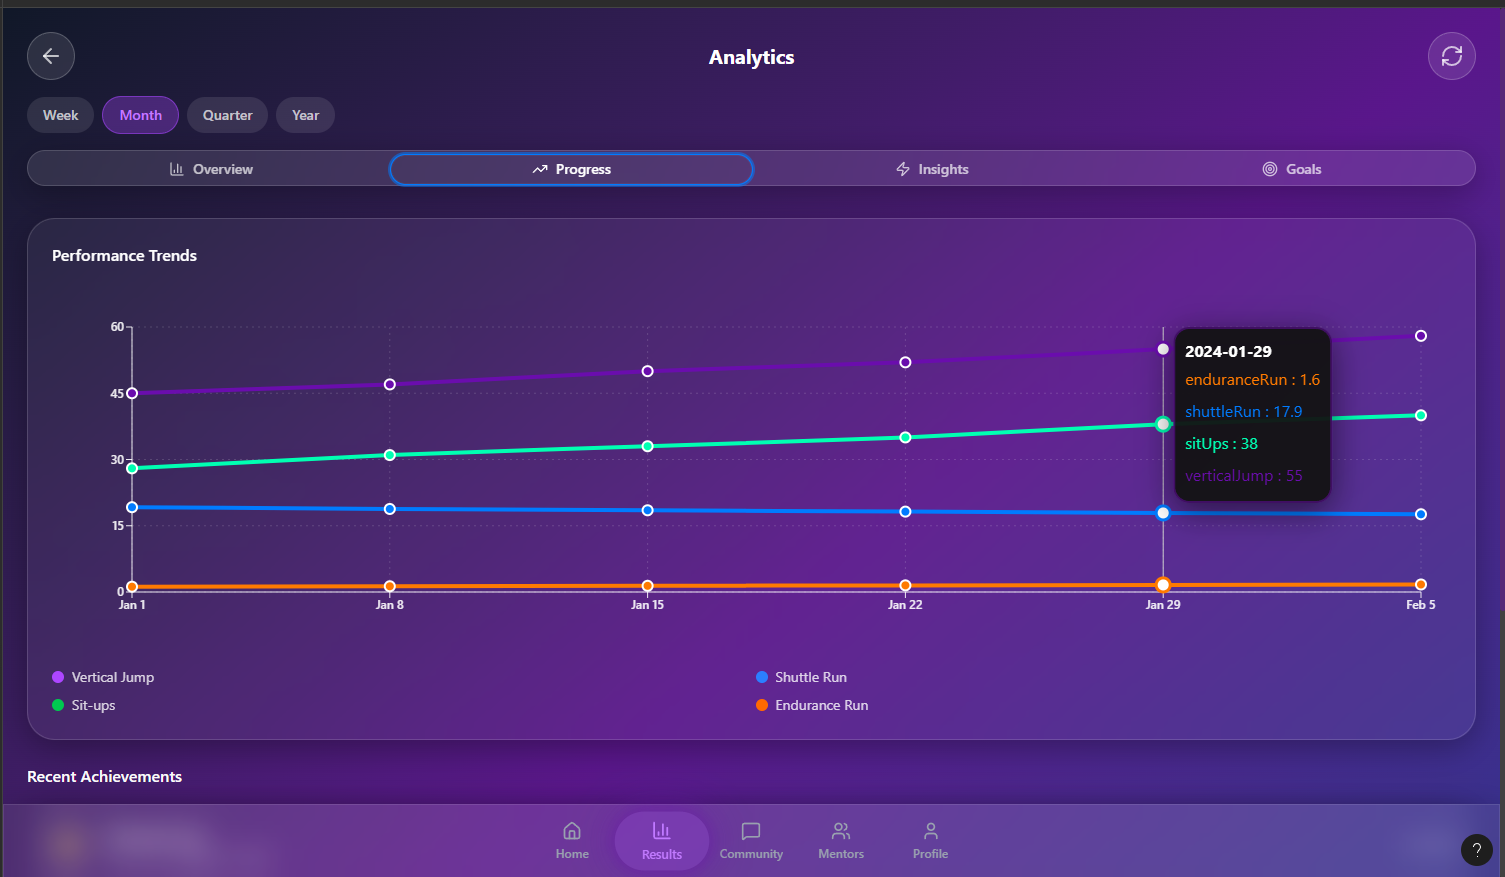 Analytics
Week Month Quarter Year
Overview Progress Insights Goals
Performance Trends
60
45
30
15
0
Jan 1 Jan 8 Jan 15 Jan 22 Jan 29 Feb 5
2024-01-29
enduranceRun : 1.6
shuttleRun : 17.9
sitUps : 38
verticalJump : 55
Vertical Jump
Shuttle Run
Sit-ups
Endurance Run
Recent Achievements
Home Results Community Mentors Profile
?